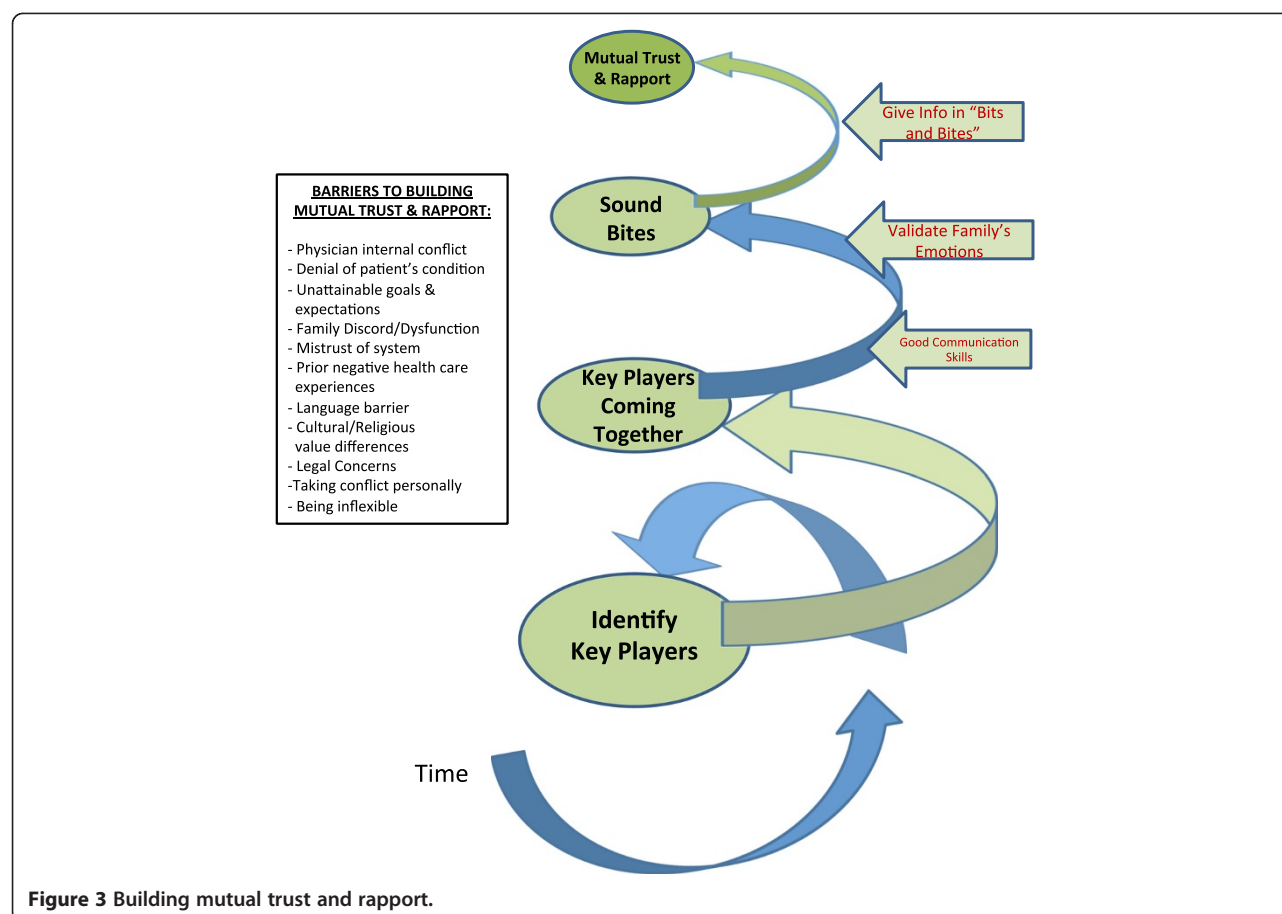 Mutual Trust
& Rapport
Give Info in “Bits
and Bites”
BARRIERS TO BUILDING
MUTUAL TRUST & RAPPORT:
- Physician internal conflict
- Denial of patient’s condition
- Unattainable goals &
expectations
- Family Discord/Dysfunction
- Mistrust of system
- Prior negative health care
experiences
- Language barrier
- Cultural/Religious
value differences
- Legal Concerns
-Taking conflict personally
- Being inflexible
Sound
Bites
Validate Family’s
Emotions
Good Communication
Skills
Key Players
Coming
Together
Identify
Key Players
Time
Figure 3 Building mutual trust and rapport.